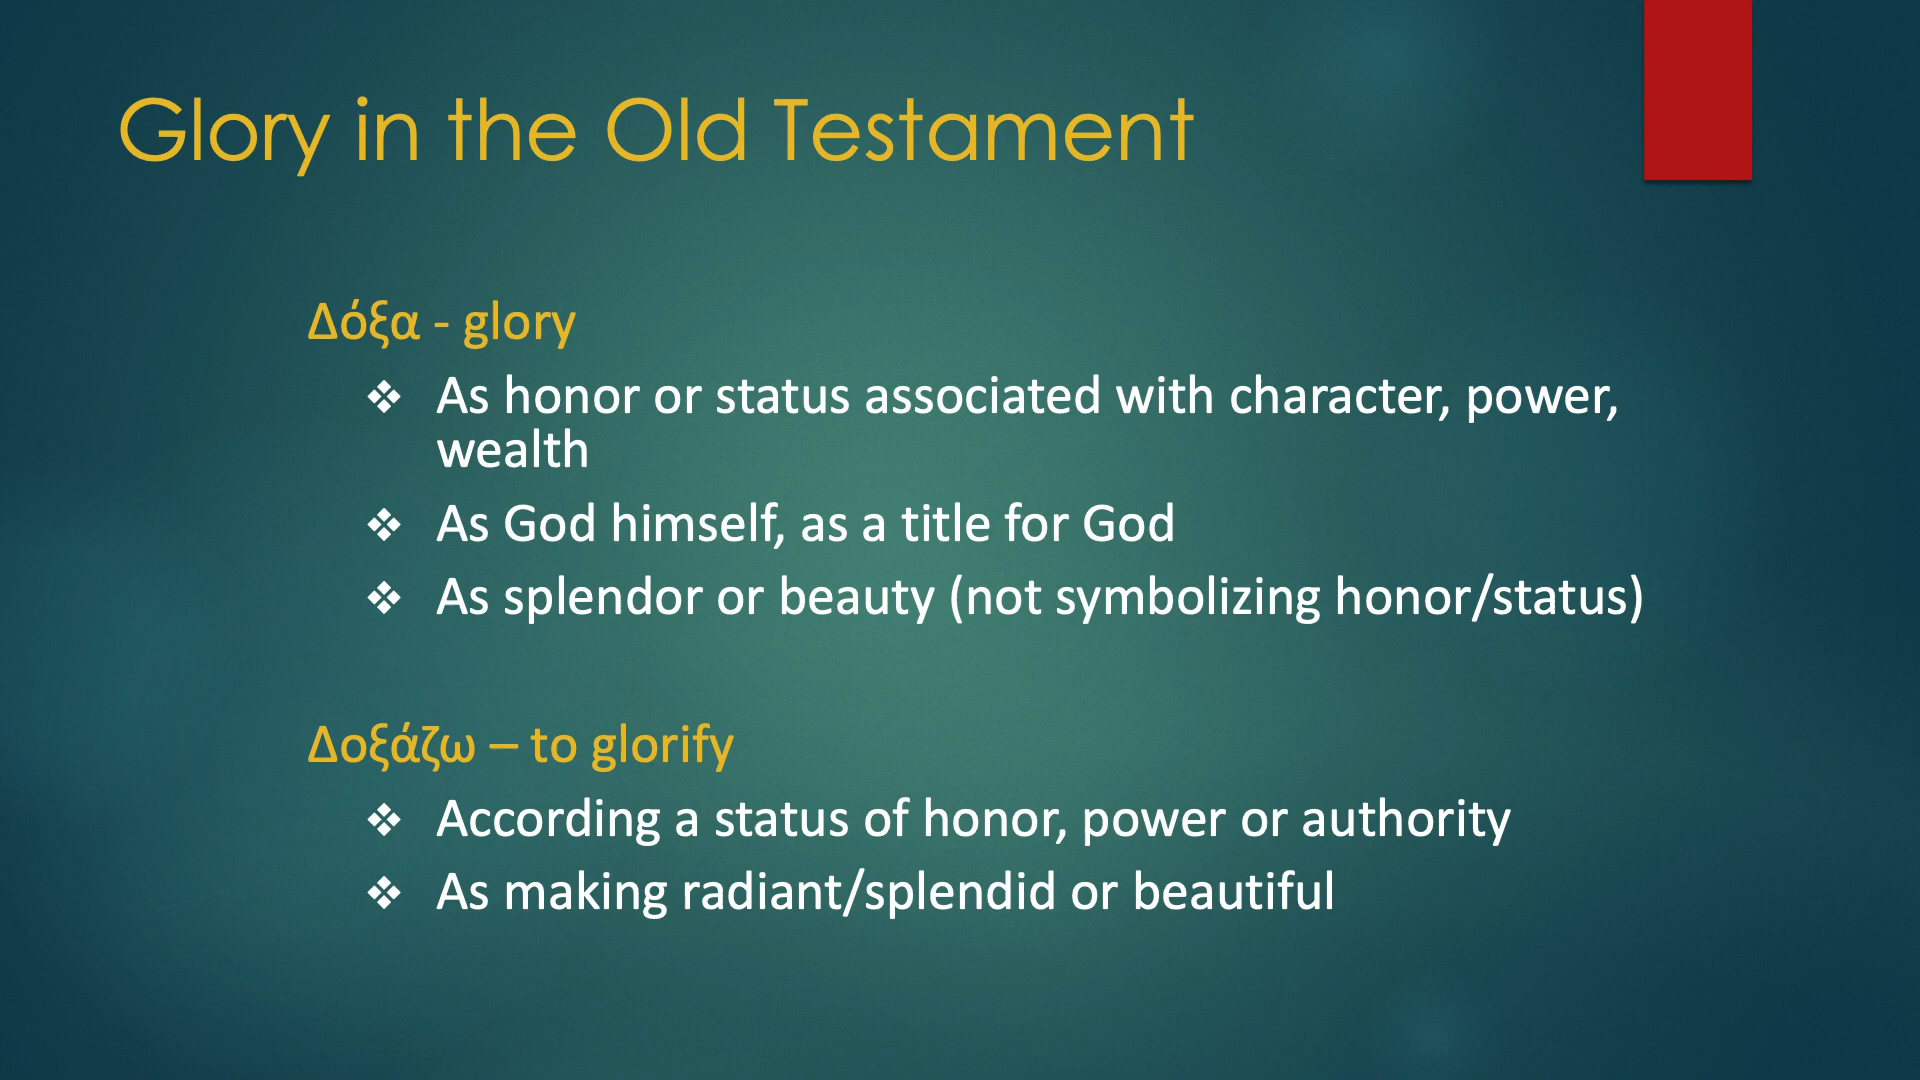 Glory in the Old Testament
Δόξα - glory
❖ As honor or status associated with character, power,
wealth
❖ As God himself, as a title for God
❖ As splendor or beauty (not symbolizing honor/status)
Δοξάζω – to glorify
❖ According a status of honor, power or authority
❖ As making radiant/splendid or beautiful